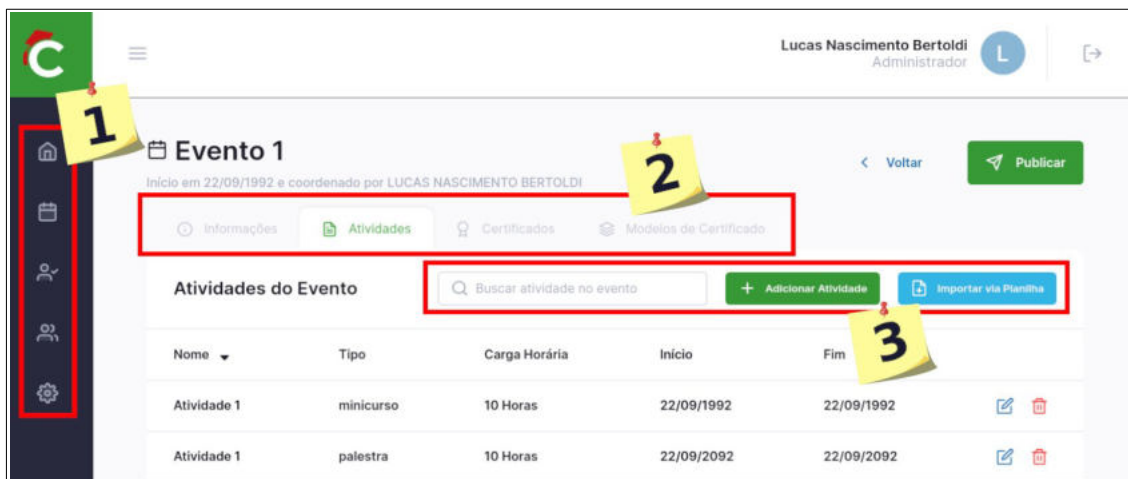 C
Lucas Nascimento Bertoldi
Administrador
L
1
Evento 1
2
Voltar
Publicar
Início em 22/09/1992 e coordenado por LUCAS NASCIMENTO BERTOLDI
Informações Atividades Certificados Modelos de Certificado
Atividades do Evento
Buscar atividade no evento
+ Adicionar Atividade
Importar via Planilha
3
Nome Tipo Carga Horária Início Fim
Atividade 1 minicurso 10 Horas 22/09/1992 22/09/1992
Atividade 1 palestra 10 Horas 22/09/2092 22/09/2092